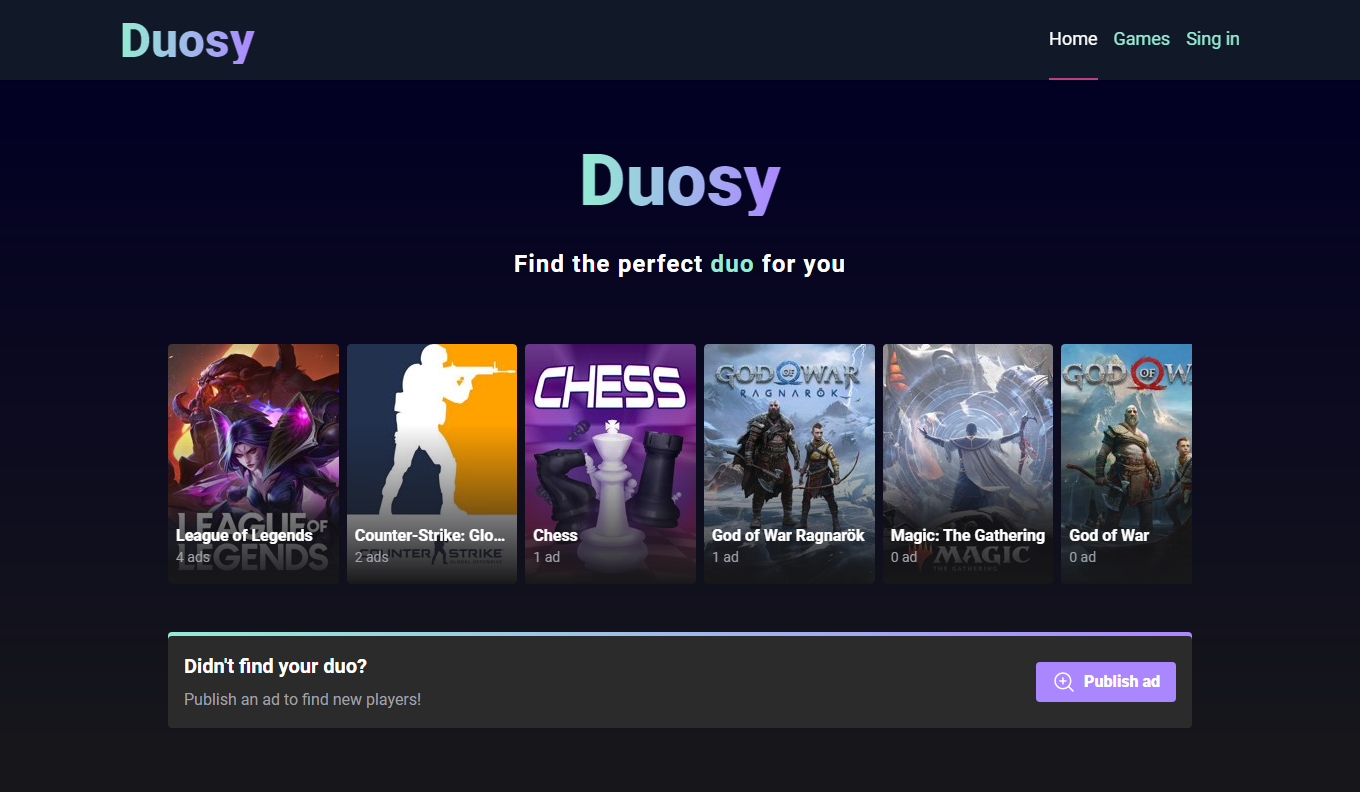 Duosy
Home Games Sing in
Duosy
Find the perfect duo for you
CHESS
GOD OF WAR
RAGNARÖK
GOD OF W
LEAGUE OF
LEGENDS
League of Legends
4 ads
Counter-Strike: Glo...
2 ads
COUNTER STRIKE
GLOBAL OFFENSIVE
Chess
1 ad
God of War Ragnarök
1 ad
Magic: The Gathering
0 ad
MAGIC
THE GATHERING
God of War
0 ad
Didn't find your duo?
Publish an ad to find new players!
Publish ad